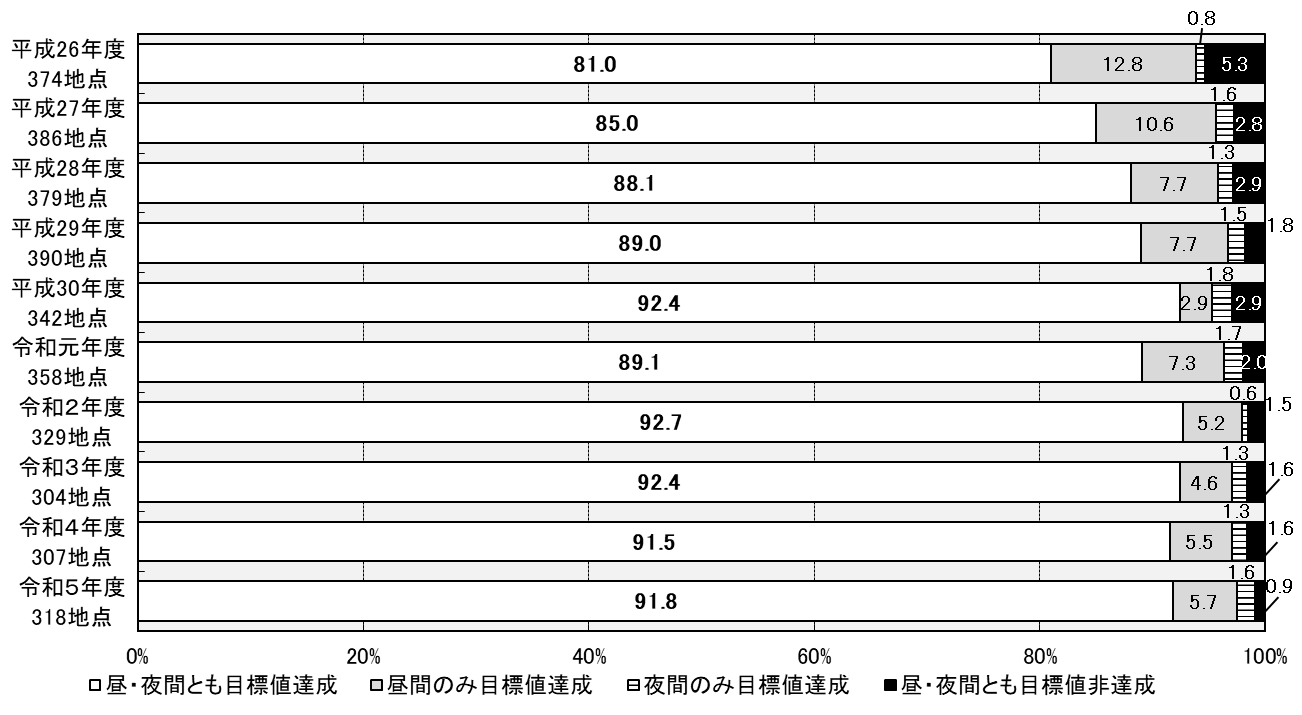 0.8
平成26年度
374地点
81.0
12.8
5.3
1.6
平成27年度
386地点
85.0
10.6
2.8
1.3
平成28年度
379地点
88.1
7.7
2.9
1.5
1.8
平成29年度
390地点
89.0
7.7
1.8
平成30年度
342地点
92.4
2.9
2.9
1.7
令和元年度
358地点
89.1
7.3
2.0
0.6
1.5
令和２年度
329地点
92.7
5.2
1.3
1.6
令和３年度
304地点
92.4
4.6
1.3
1.6
令和４年度
307地点
91.5
5.5
1.6
0.9
令和５年度
318地点
91.8
5.7
0% 20% 40% 60% 80% 100%
昼・夜間とも目標値達成 昼間のみ目標値達成 夜間のみ目標値達成 昼・夜間とも目標値非達成